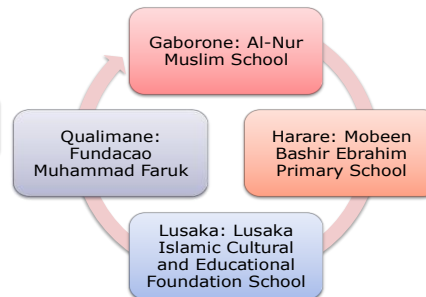 Gaborone: Al-Nur
Muslim School
Harare: Mobeen
Bashir Ebrahim
Primary School
Lusaka: Lusaka
Islamic Cultural
and Educational
Foundation School
Qualimane:
Fundacao
Muhammad Faruk